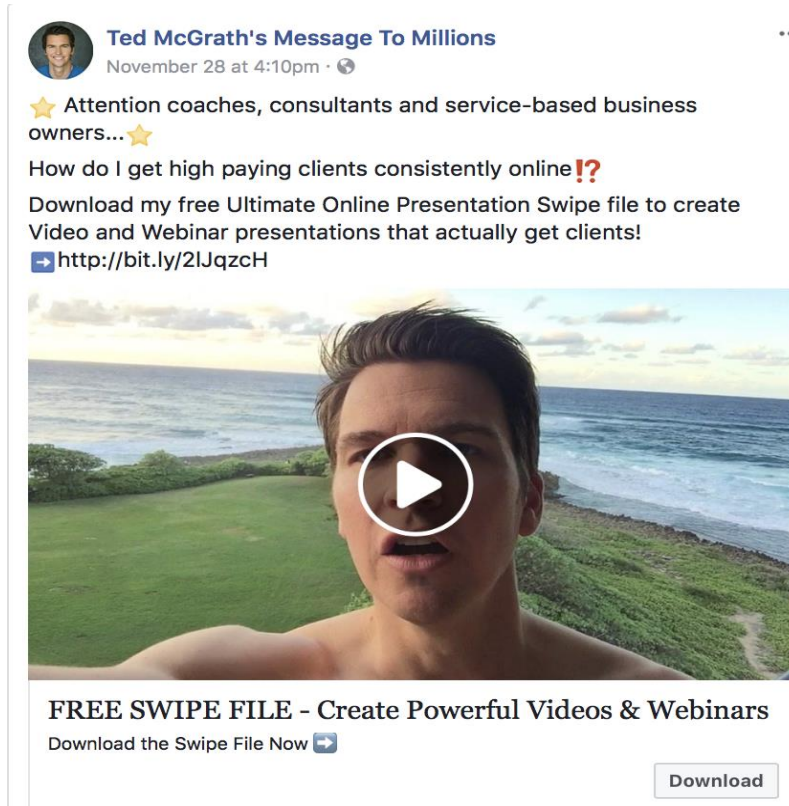 Ted McGrath's Message To Millions
November 28 at 4:10pm ·
⭐ Attention coaches, consultants and service-based business
owners...⭐
How do I get high paying clients consistently online⁉️
Download my free Ultimate Online Presentation Swipe file to create
Video and Webinar presentations that actually get clients!
➡️http://bit.ly/2lJqzcH
FREE SWIPE FILE - Create Powerful Videos & Webinars
Download the Swipe File Now ➡️
Download